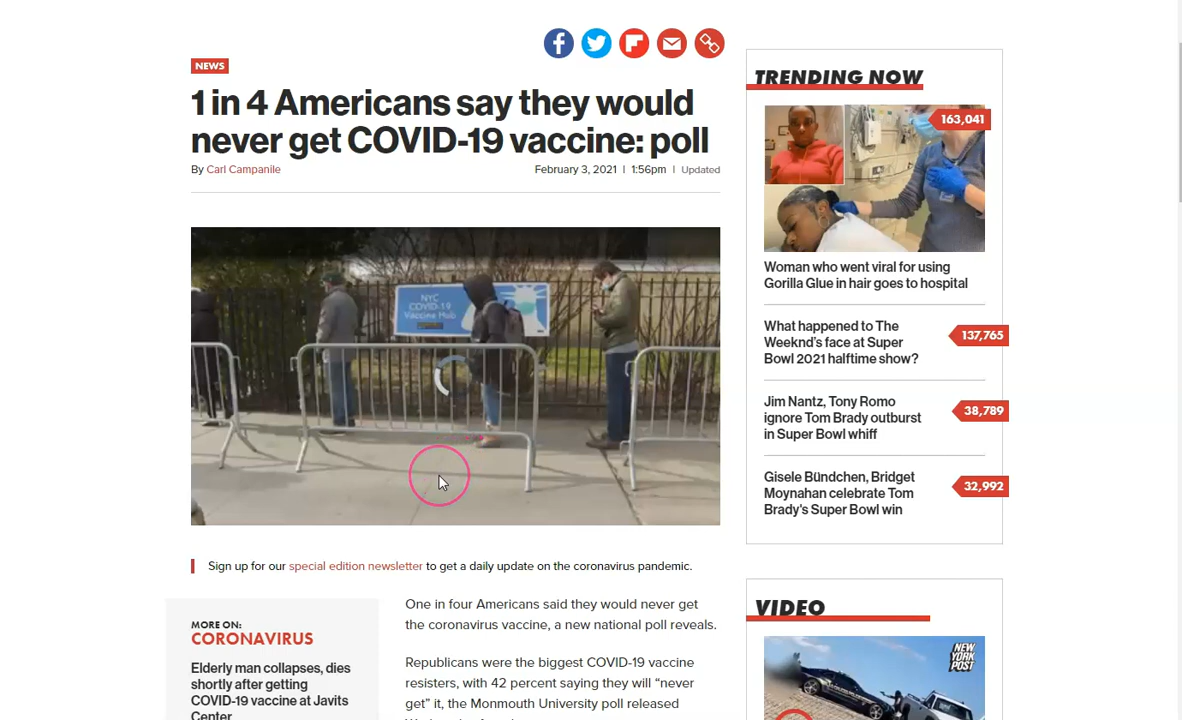 NEWS
1 in 4 Americans say they would
never get COVID-19 vaccine: poll
By Carl Campanile
February 3, 2021 | 1:56pm | Updated
NYC
COVID-19
Vaccine Hub
Sign up for our special edition newsletter to get a daily update on the coronavirus pandemic.
MORE ON:
CORONAVIRUS
Elderly man collapses, dies
shortly after getting
COVID-19 vaccine at Javits
Center
One in four Americans said they would never get
the coronavirus vaccine, a new national poll reveals.
Republicans were the biggest COVID-19 vaccine
resisters, with 42 percent saying they will “never
get” it, the Monmouth University poll released
TRENDING NOW
163,041
Woman who went viral for using
Gorilla Glue in hair goes to hospital
What happened to The
Weeknd's face at Super
Bowl 2021 halftime show?
137,765
Jim Nantz, Tony Romo
ignore Tom Brady outburst
in Super Bowl whiff
38,789
Gisele Bündchen, Bridget
Moynahan celebrate Tom
Brady's Super Bowl win
32,992
VIDEO
NEW
YORK
POST